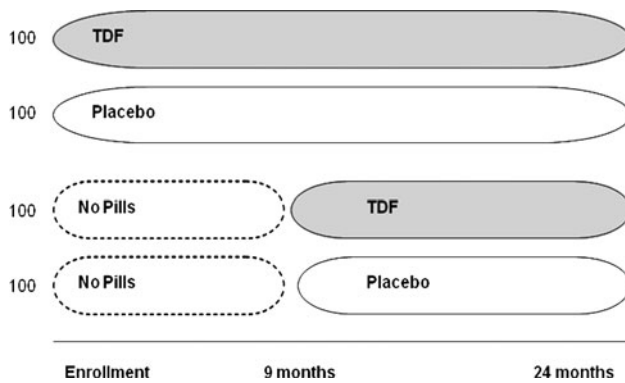 100 TDF
100 Placebo
100 No Pills TDF
100 No Pills Placebo
Enrollment 9 months 24 months